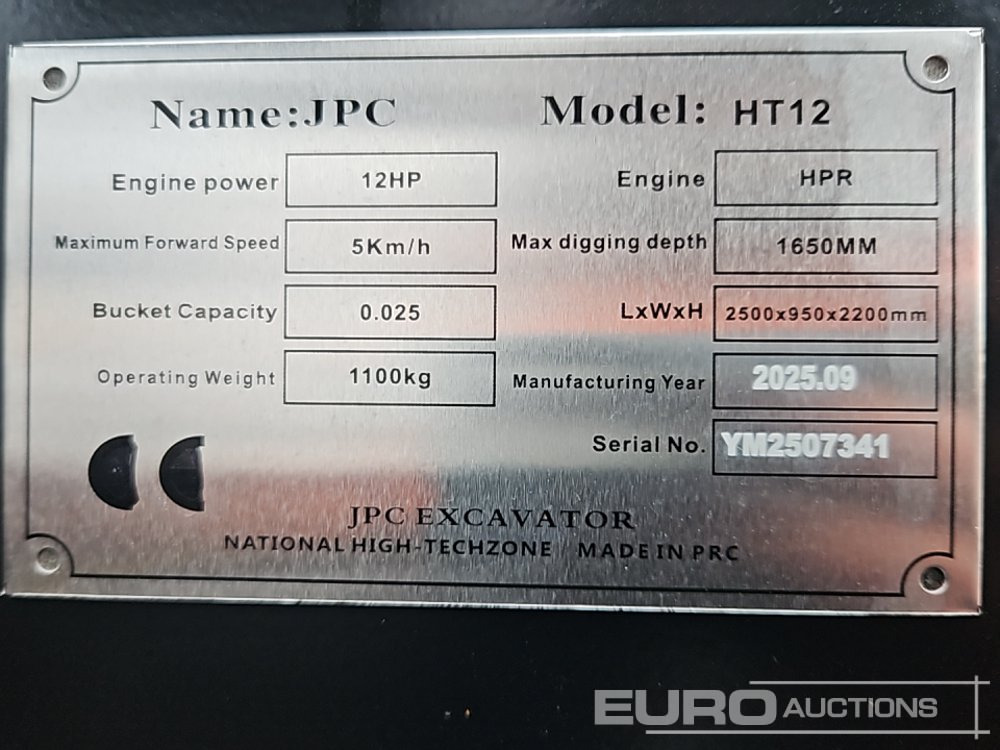 Name:JPC Model: HT12
Engine power 12HP Engine HPR
Maximum Forward Speed 5Km/h Max digging depth 1650MM
Bucket Capacity 0.025 LxWxH 2500x950x2200mm
Operating Weight 1100kg Manufacturing Year 2025.09
Serial No. YM2507341
JPC EXCAVATOR
NATIONAL HIGH-TECHZONE / MADE IN PRC
EURO AUCTIONS